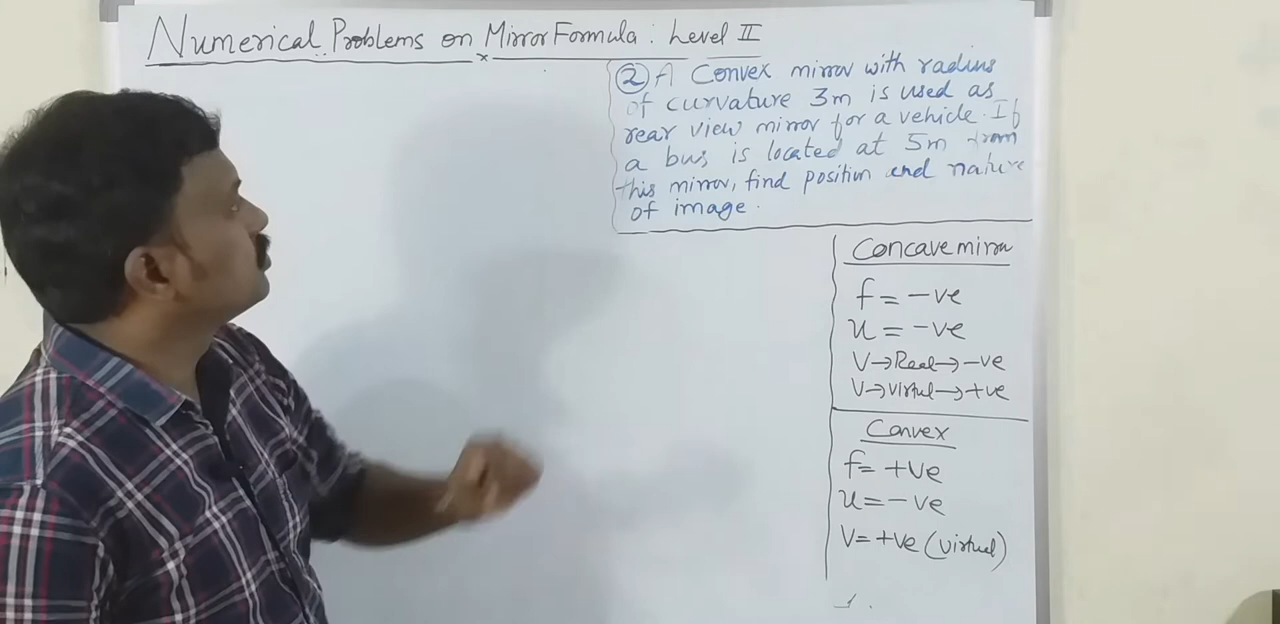 Numerical Problems on Mirror Formula : Level II
② A Convex mirror with radius
of curvature 3m is used as
rear view mirror for a vehicle. If
a bus is located at 5m from
this mirror, find position and nature
of image.
Concave mirror
f = -ve
u = -ve
V→Real→-ve
V→Virtul→+ve
Convex
f= +ve
u=-ve
V= +ve (virtual)